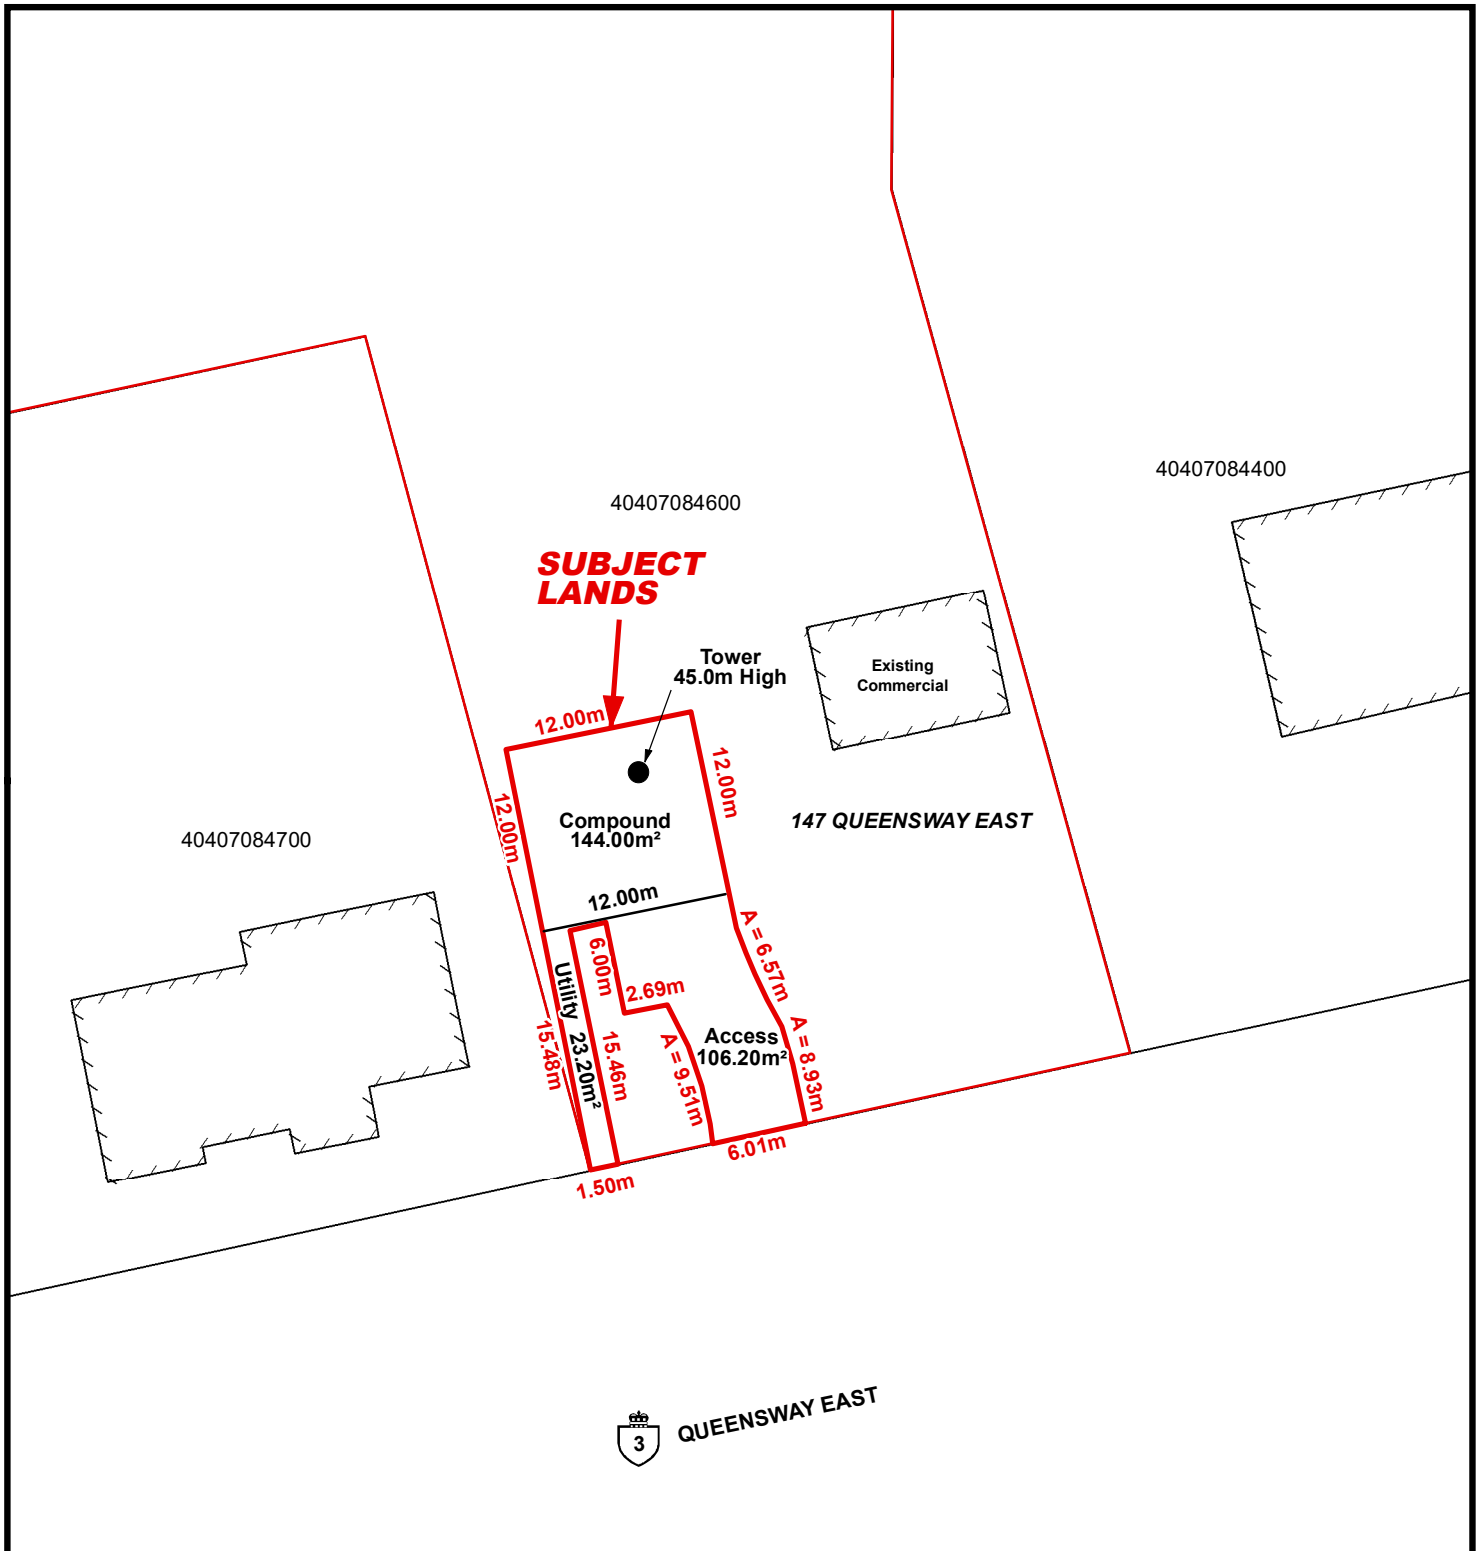 40407084400
40407084600
SUBJECT
LANDS
Tower
45.0m High
Existing
Commercial
12.00m
12.00m
12.00m
Compound
144.00m²
147 QUEENSWAY EAST
40407084700
12.00m
A = 6.57m
6.00m
Utility 23.20m²
2.69m
15.48m
15.46m
A = 9.51m
Access
106.20m²
A = 8.93m
6.01m
1.50m
3
QUEENSWAY EAST